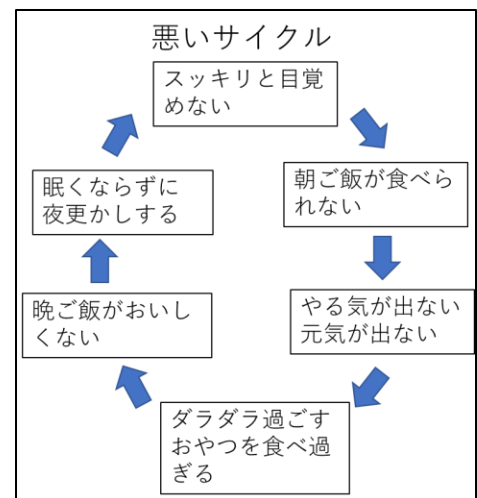 悪いサイクル
スッキリと目覚
めない
朝ご飯が食べら
れない
やる気が出ない
元気が出ない
ダラダラ過ごす
おやつを食べ過
ぎる
晩ご飯がおいし
くない
眠くならずに
夜更かしする